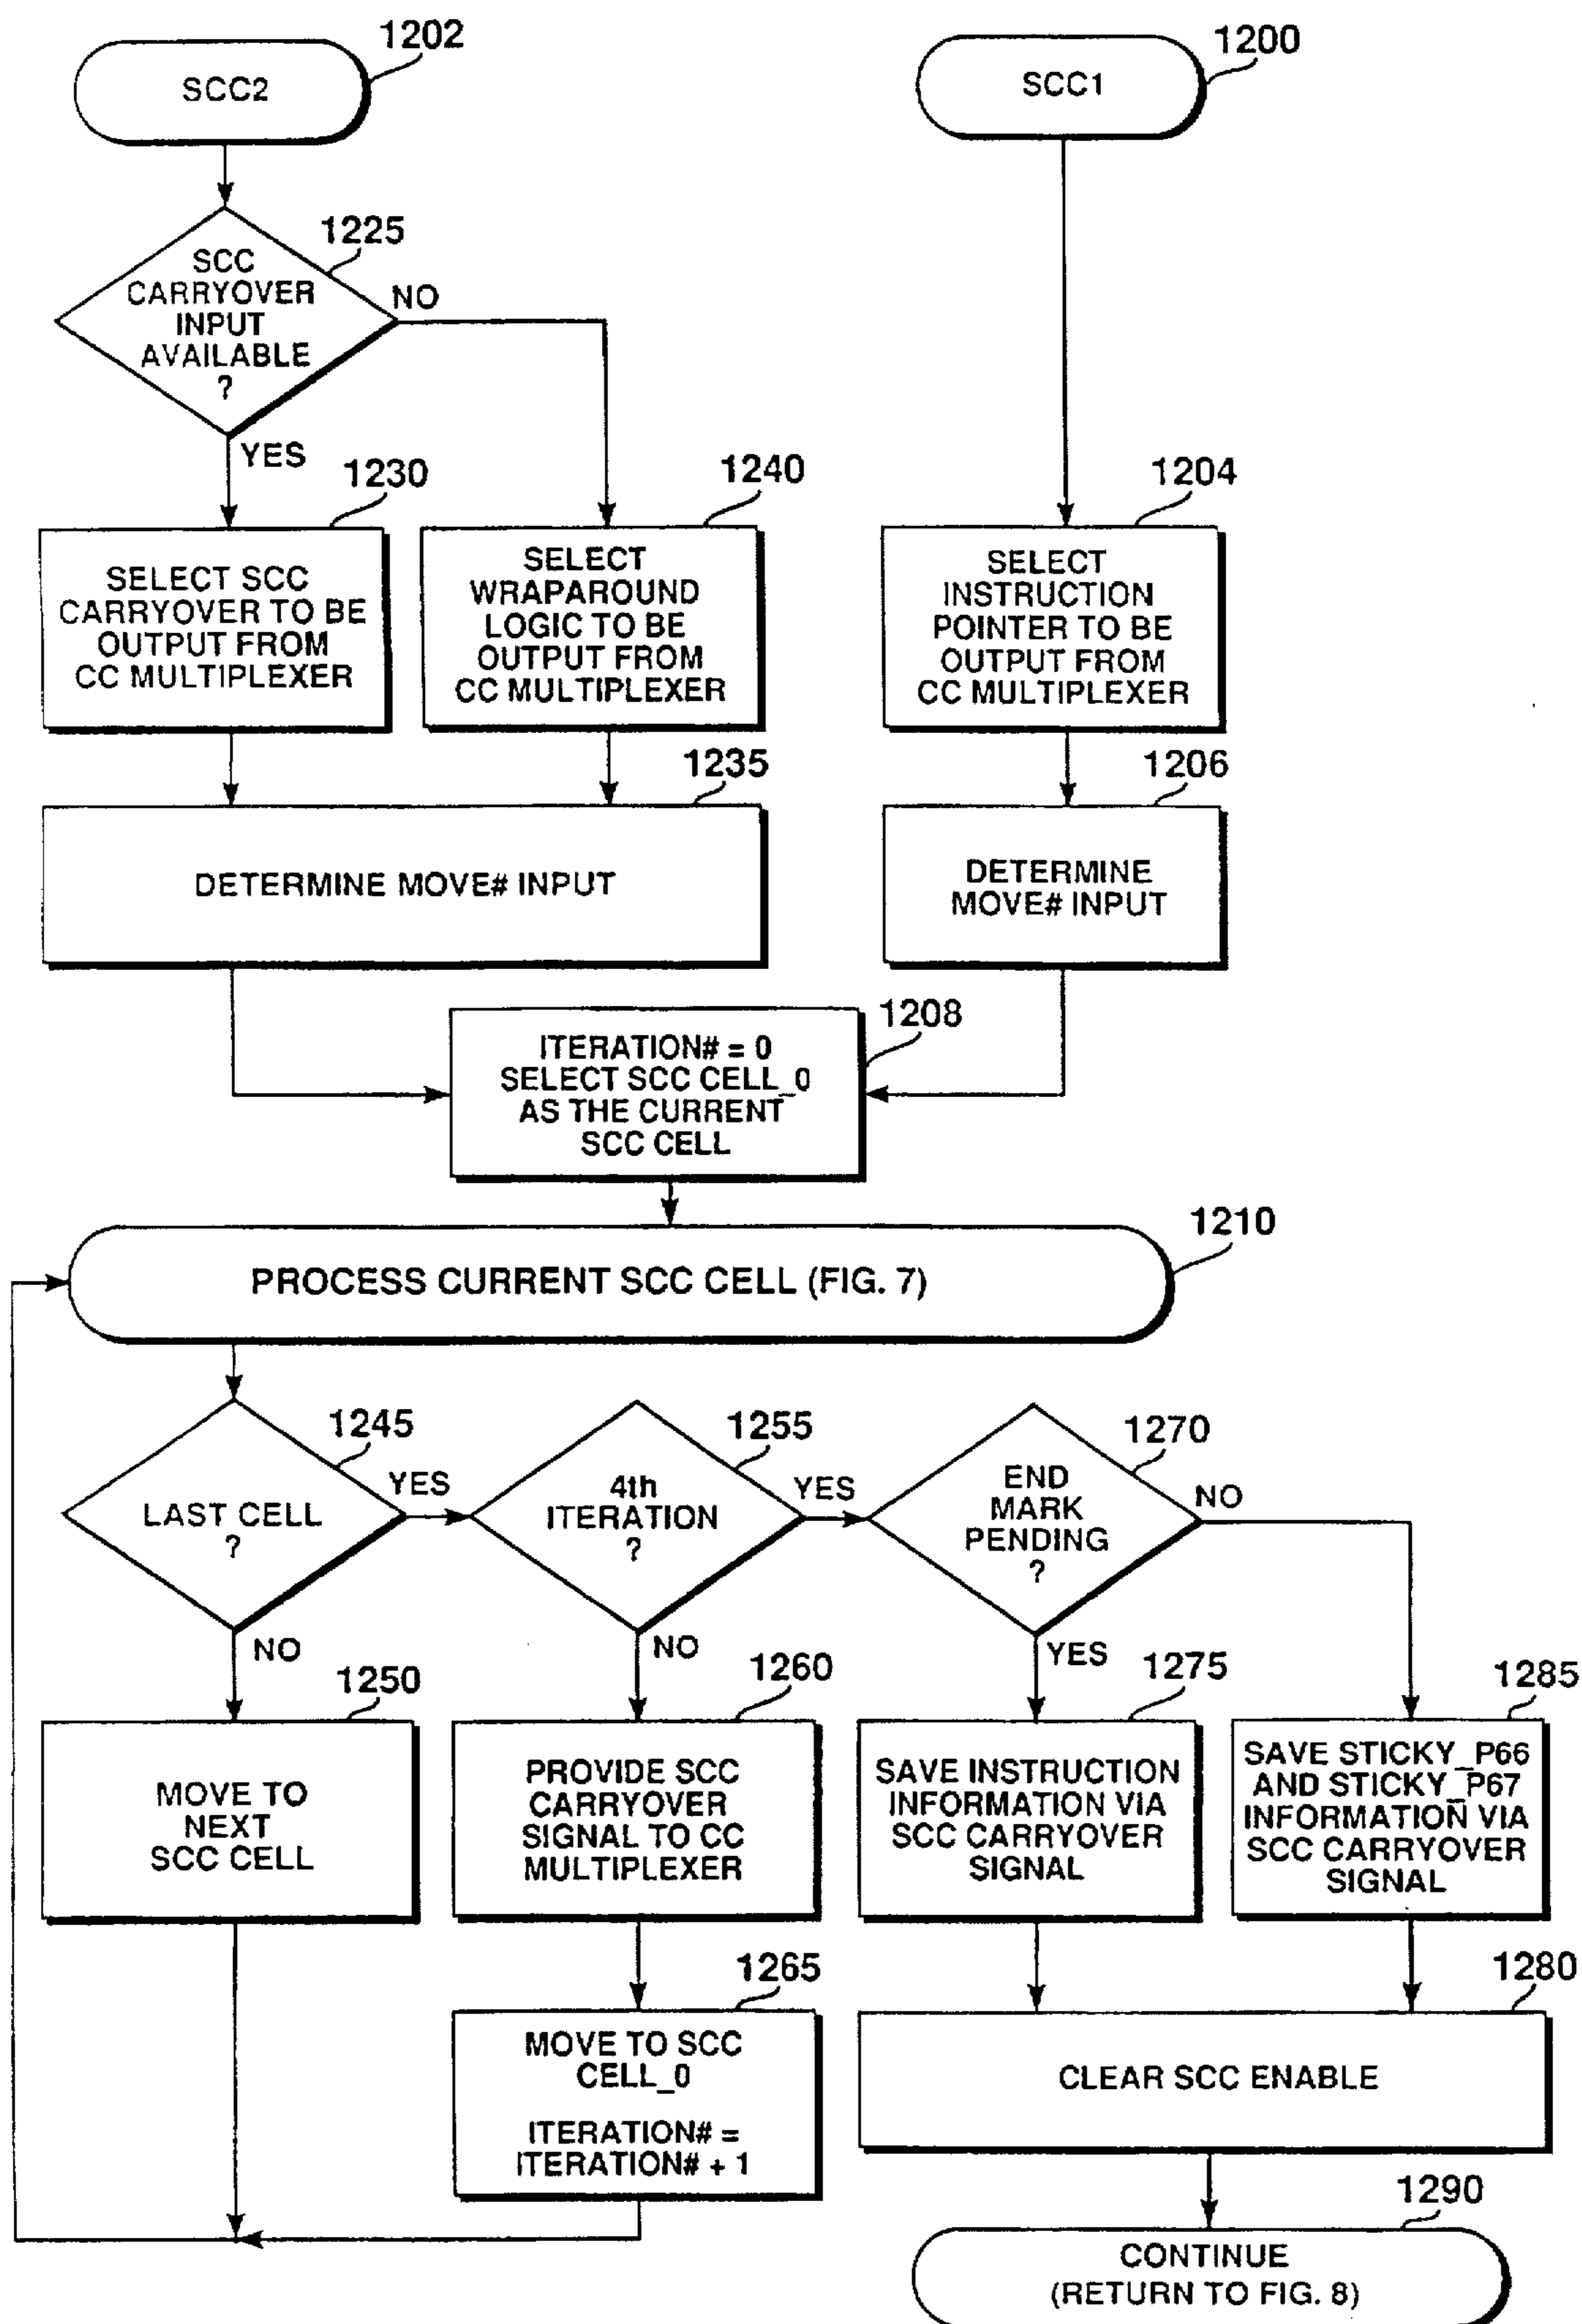 1202
SCC2
1200
SCC1
1225
SCC
CARRYOVER
INPUT
AVAILABLE
?
NO
YES
1230
SELECT SCC
CARRYOVER TO BE
OUTPUT FROM
CC MULTIPLEXER
1240
SELECT
WRAPAROUND
LOGIC TO BE
OUTPUT FROM
CC MULTIPLEXER
1204
SELECT
INSTRUCTION
POINTER TO BE
OUTPUT FROM
CC MULTIPLEXER
1235
DETERMINE MOVE# INPUT
1206
DETERMINE
MOVE# INPUT
1208
ITERATION# = 0
SELECT SCC CELL_0
AS THE CURRENT
SCC CELL
1210
PROCESS CURRENT SCC CELL (FIG. 7)
1245
LAST CELL
?
YES
NO
1255
4th
ITERATION
?
YES
NO
1270
END
MARK
PENDING
?
NO
YES
1250
MOVE TO
NEXT
SCC CELL
1260
PROVIDE SCC
CARRYOVER
SIGNAL TO CC
MULTIPLEXER
1275
SAVE INSTRUCTION
INFORMATION VIA
SCC CARRYOVER
SIGNAL
1285
SAVE STICKY_P66
AND STICKY_P67
INFORMATION VIA
SCC CARRYOVER
SIGNAL
1265
MOVE TO SCC
CELL_0
ITERATION# =
ITERATION# + 1
1280
CLEAR SCC ENABLE
1290
CONTINUE
(RETURN TO FIG. 8)